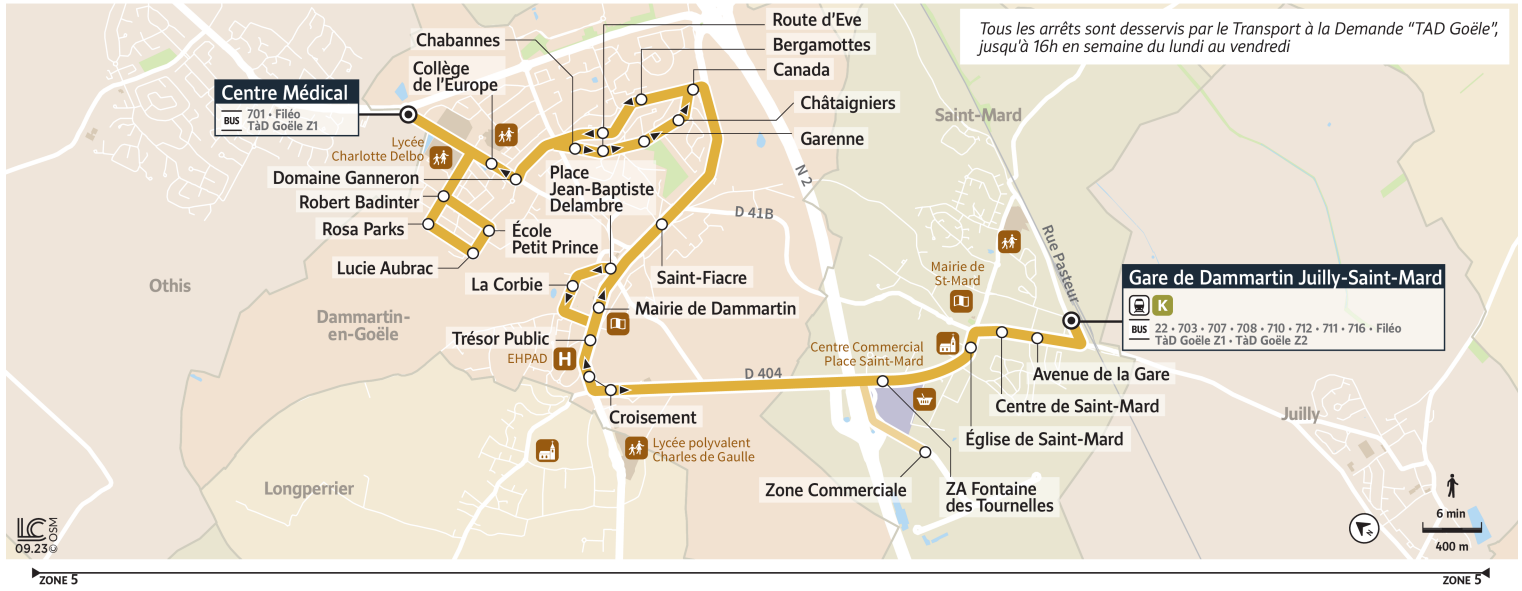 Tous les arrêts sont desservis par le Transport à la Demande “TAD Goële”,
jusqu'à 16h en semaine du lundi au vendredi
Route d’Eve
Chabannes
Bergamottes
Collège
de l’Europe
Canada
Centre Médical
BUS
701 • Filéo
TàD Goële Z1
Châtaigniers
Saint-Mard
Garenne
Lycée
Charlotte Delbo
Domaine Ganneron
Place
Jean-Baptiste
Delambre
N 2
Robert Badinter
D 41B
Rosa Parks
École
Petit Prince
Rue Pasteur
Lucie Aubrac
Saint-Fiacre
Mairie de
St-Mard
Gare de Dammartin Juilly-Saint-Mard
K
BUS
22 • 703 • 707 • 708 • 710 • 712 • 711 • 716 • Filéo
TàD Goële Z1 • TàD Goële Z2
Othis
La Corbie
Mairie de Dammartin
Dammartin-
en-Goële
Trésor Public
EHPAD
H
Centre Commercial
Place Saint-Mard
D 404
Avenue de la Gare
Centre de Saint-Mard
Croisement
Juilly
Église de Saint-Mard
Lycée polyvalent
Charles de Gaulle
Longperrier
Zone Commerciale
ZA Fontaine
des Tournelles
LC
09.23 © OSM
6 min
400 m
ZONE 5
ZONE 5